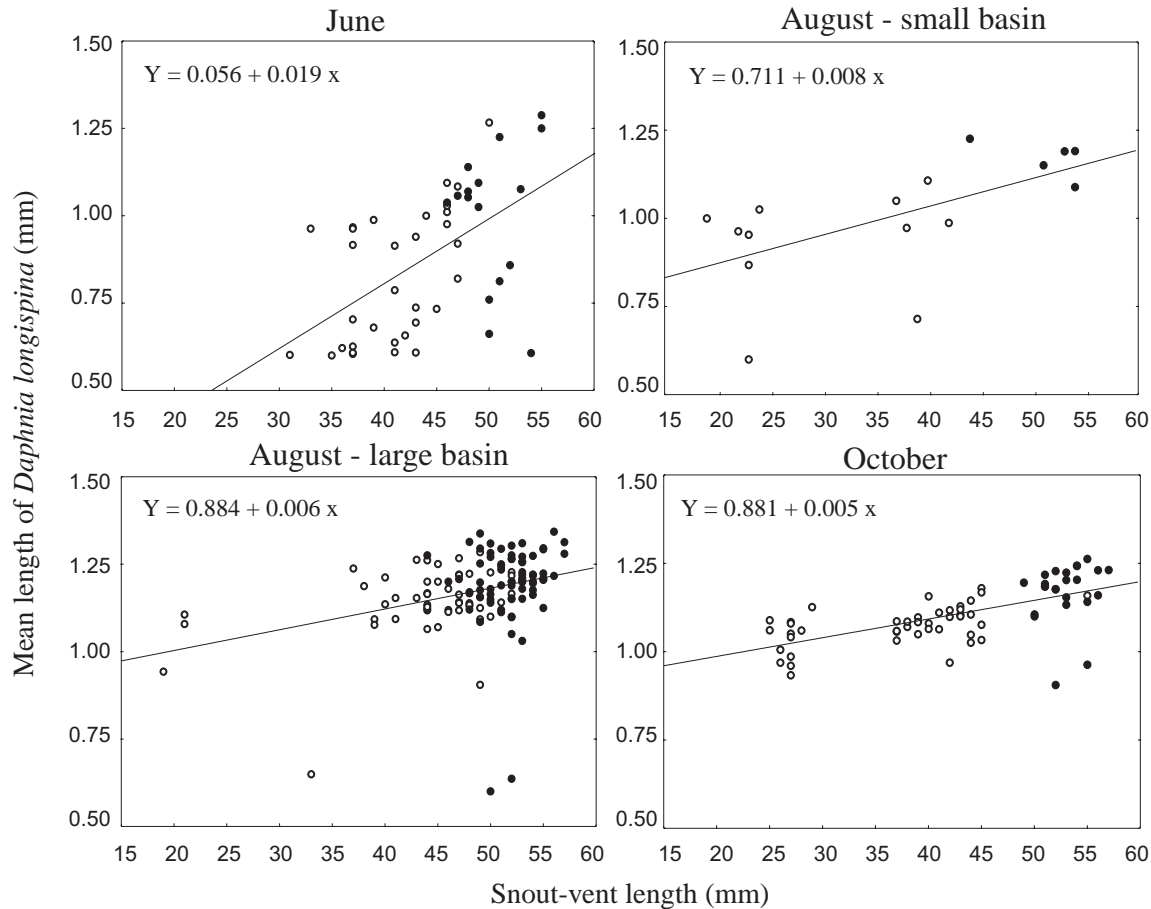 June
August - small basin
Y = 0.056 + 0.019 x
Y = 0.711 + 0.008 x
1.50
1.25
1.00
0.75
0.50
15 20 25 30 35 40 45 50 55 60
1.50
1.25
1.00
0.75
0.50
15 20 25 30 35 40 45 50 55 60
August - large basin
October
Y = 0.884 + 0.006 x
Y = 0.881 + 0.005 x
1.50
1.25
1.00
0.75
0.50
15 20 25 30 35 40 45 50 55 60
1.50
1.25
1.00
0.75
0.50
15 20 25 30 35 40 45 50 55 60
Mean length of Daphnia longispina (mm)
Snout-vent length (mm)